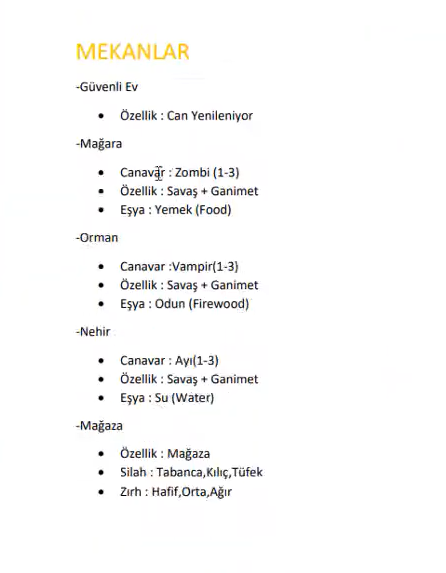 MEKANLAR
-Güvenli Ev
• Özellik : Can Yenileniyor
-Mağara
• Canavar : Zombi (1-3)
• Özellik : Savaş + Ganimet
• Eşya : Yemek (Food)
-Orman
• Canavar :Vampir(1-3)
• Özellik : Savaş + Ganimet
• Eşya : Odun (Firewood)
-Nehir
• Canavar : Ayı(1-3)
• Özellik : Savaş + Ganimet
• Eşya : Su (Water)
-Mağaza
• Özellik : Mağaza
• Silah : Tabanca,Kılıç,Tüfek
• Zırh : Hafif,Orta,Ağır